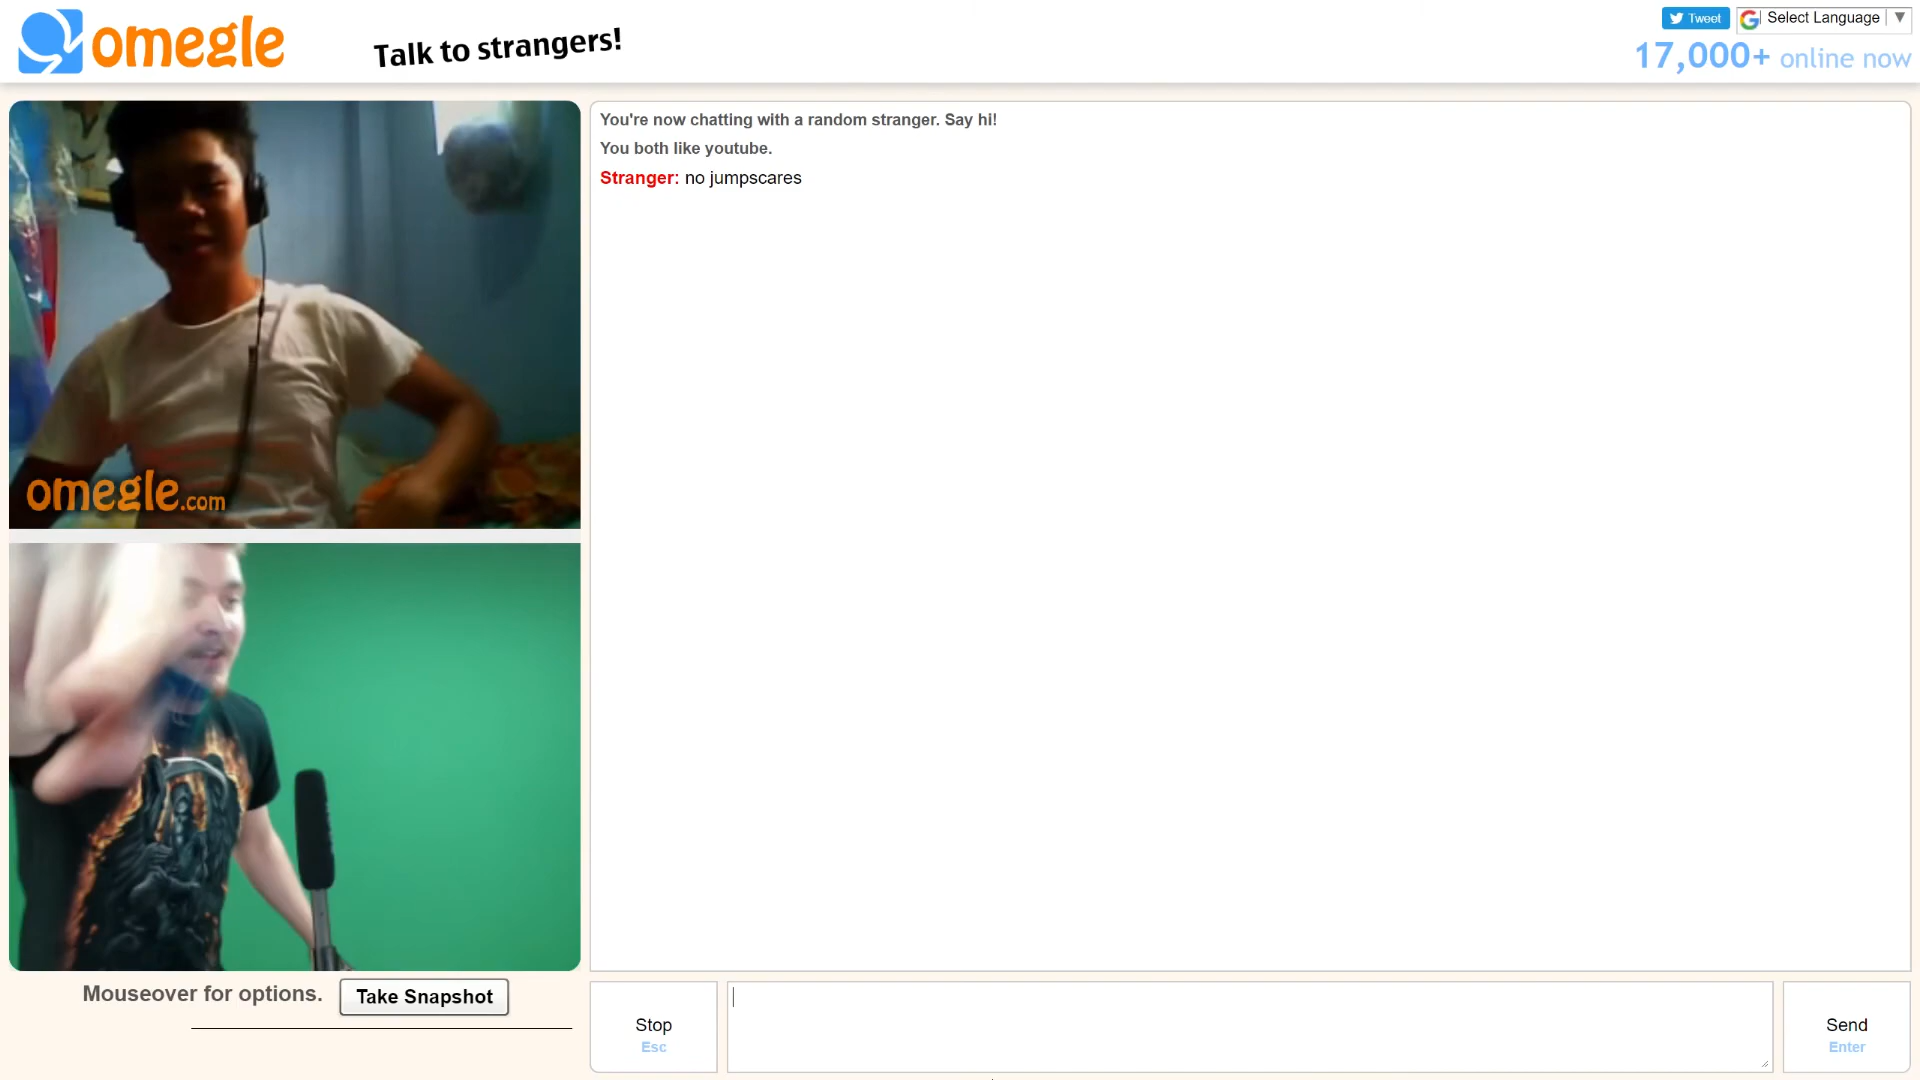 omegle
Talk to strangers!
Tweet
Select Language
17,000+ online now
You're now chatting with a random stranger. Say hi!
You both like youtube.
Stranger: no jumpscares
omegle.com
Mouseover for options.
Take Snapshot
Stop
Esc
Send
Enter